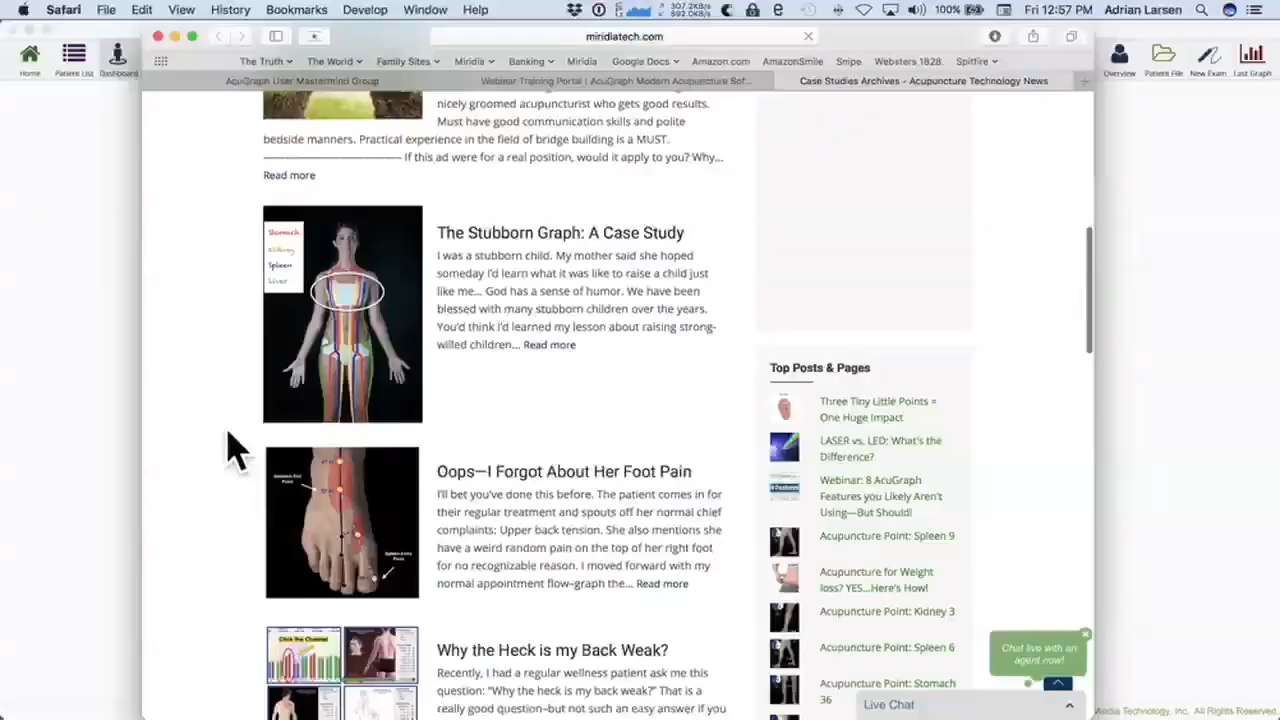 Safari File Edit View History Bookmarks Develop Window Help 307.2KB/s 892.0KB/s 100% Fri 12:57 PM Adrian Larsen
miridiatech.com
Home Patient List Dashboard
The Truth The World Family Sites Miridia Banking Miridia Google Docs Amazon.com AmazonSmile Snipe Websters 1828 Spitfire
Overview Patient File New Exam Last Graph
AcuGraph User Mastermind Group Webinar Training Portal | AcuGraph Modern Acupuncture Sof... Case Studies Archives - Acupuncture Technology News
nicely groomed acupuncturist who gets good results.
Must have good communication skills and polite
bedside manners. Practical experience in the field of bridge building is a MUST.
——————————— If this ad were for a real position, would it apply to you? Why...
Read more
The Stubborn Graph: A Case Study
I was a stubborn child. My mother said she hoped
someday I'd learn what it was like to raise a child just
like me... God has a sense of humor. We have been
blessed with many stubborn children over the years.
You'd think I'd learned my lesson about raising strong-
willed children... Read more
Stomach
Kidney
Spleen
Liver
Oops—I Forgot About Her Foot Pain
I'll bet you've done this before. The patient comes in for
their regular treatment and spouts off her normal chief
complaints: Upper back tension. She also mentions she
have a weird random pain on the top of her right foot
for no recognizable reason. I moved forward with my
normal appointment flow–graph the... Read more
Why the Heck is my Back Weak?
Recently, I had a regular wellness patient ask me this
question: "Why the heck is my back weak?" That is a
really good question–but not such an easy answer if you
Top Posts & Pages
Three Tiny Little Points =
One Huge Impact
LASER vs. LED: What's the
Difference?
Webinar: 8 AcuGraph
Features you Likely Aren't
Using—But Should!
Acupuncture Point: Spleen 9
Acupuncture for Weight
loss? YES...Here's How!
Acupuncture Point: Kidney 3
Acupuncture Point: Spleen 6
Acupuncture Point: Stomach
36
Chat live with an
agent now!
Live Chat
Technology, Inc. All Rights Reserved.